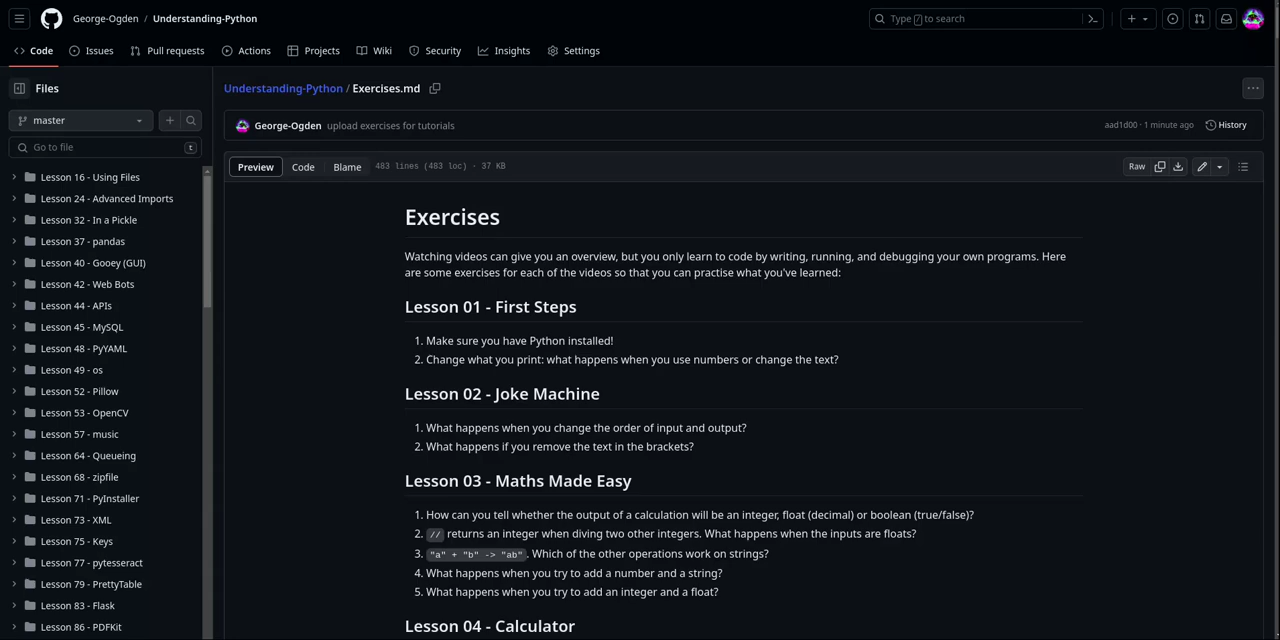 George-Ogden / Understanding-Python
Type / to search
Code Issues Pull requests Actions Projects Wiki Security Insights Settings
Files
master
Go to file t
Lesson 16 - Using Files
Lesson 24 - Advanced Imports
Lesson 32 - In a Pickle
Lesson 37 - pandas
Lesson 40 - Gooey (GUI)
Lesson 42 - Web Bots
Lesson 44 - APIs
Lesson 45 - MySQL
Lesson 48 - PyYAML
Lesson 49 - os
Lesson 52 - Pillow
Lesson 53 - OpenCV
Lesson 57 - music
Lesson 64 - Queueing
Lesson 68 - zipfile
Lesson 71 - PyInstaller
Lesson 73 - XML
Lesson 75 - Keys
Lesson 77 - pytesseract
Lesson 79 - PrettyTable
Lesson 83 - Flask
Lesson 86 - PDFKit
Understanding-Python / Exercises.md
George-Ogden upload exercises for tutorials aad1d00 · 1 minute ago History
Preview Code Blame 483 lines (483 loc) · 37 KB Raw
Exercises
Watching videos can give you an overview, but you only learn to code by writing, running, and debugging your own programs. Here
are some exercises for each of the videos so that you can practise what you've learned:
Lesson 01 - First Steps
1. Make sure you have Python installed!
2. Change what you print: what happens when you use numbers or change the text?
Lesson 02 - Joke Machine
1. What happens when you change the order of input and output?
2. What happens if you remove the text in the brackets?
Lesson 03 - Maths Made Easy
1. How can you tell whether the output of a calculation will be an integer, float (decimal) or boolean (true/false)?
2. // returns an integer when diving two other integers. What happens when the inputs are floats?
3. "a" + "b" -> "ab". Which of the other operations work on strings?
4. What happens when you try to add a number and a string?
5. What happens when you try to add an integer and a float?
Lesson 04 - Calculator